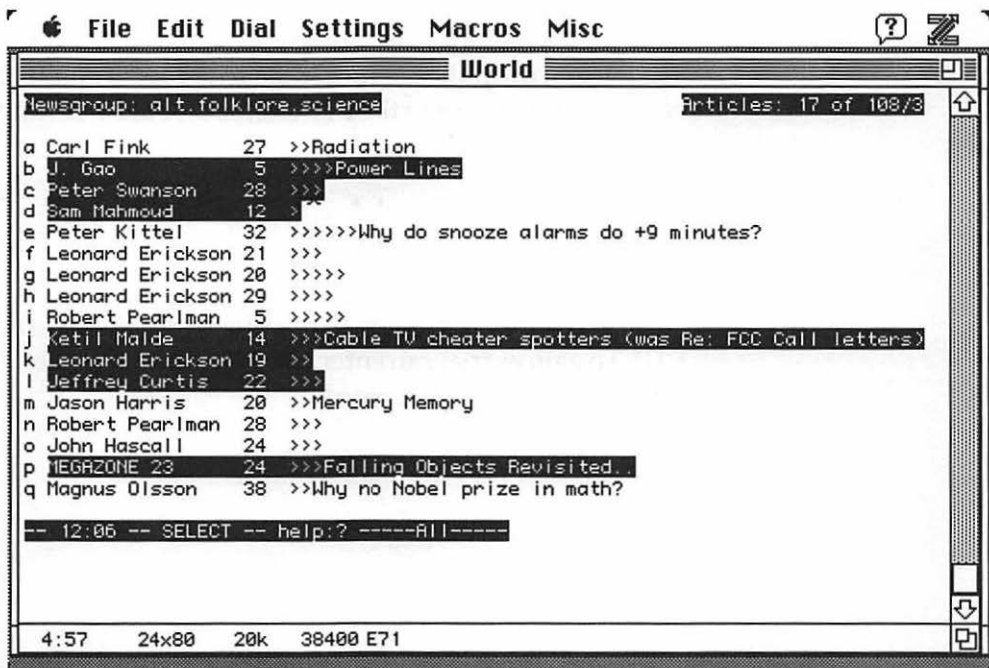 File Edit Dial Settings Macros Misc
World
Newsgroup: alt.folklore.science Articles: 17 of 108/3
a Carl Fink 27 >>Radiation
b J. Gao 5 >>>>Power Lines
c Peter Swanson 28 >>>
d Sam Mahmoud 12 >
e Peter Kittel 32 >>>>>>Why do snooze alarms do +9 minutes?
f Leonard Erickson 21 >>>
g Leonard Erickson 20 >>>>>
h Leonard Erickson 29 >>>>
i Robert Pearlman 5 >>>>>
j Ketil Malde 14 >>>Cable TV cheater spotters (was Re: FCC Call letters)
k Leonard Erickson 19 >>
l Jeffrey Curtis 22 >>>
m Jason Harris 20 >>Mercury Memory
n Robert Pearlman 28 >>>
o John Hascall 24 >>>
p MEGAZONE 23 24 >>>Falling Objects Revisited..
q Magnus Olsson 38 >>Why no Nobel prize in math?
-- 12:06 -- SELECT -- help:? -----All-----
4:57 24x80 20k 38400 E71